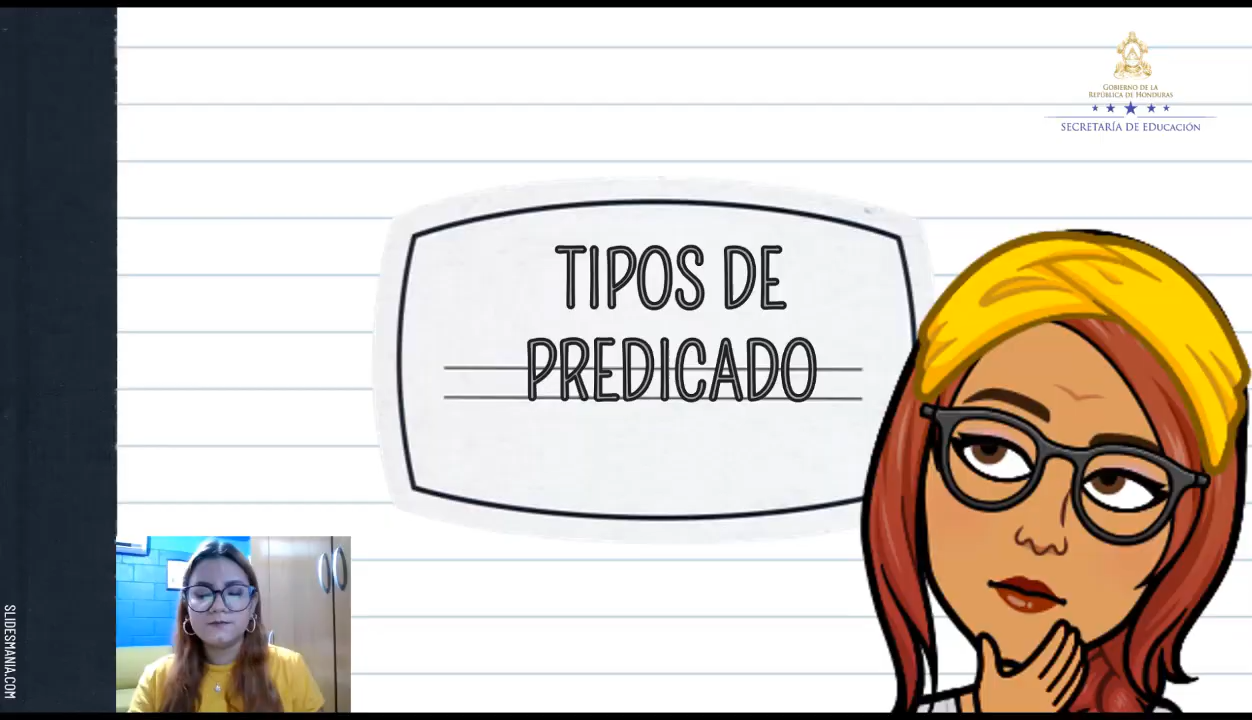 GOBIERNO DE LA
REPÚBLICA DE HONDURAS
SECRETARÍA DE EDUCACIÓN
TIPOS DE
PREDICADO
SLIDESMANIA.COM